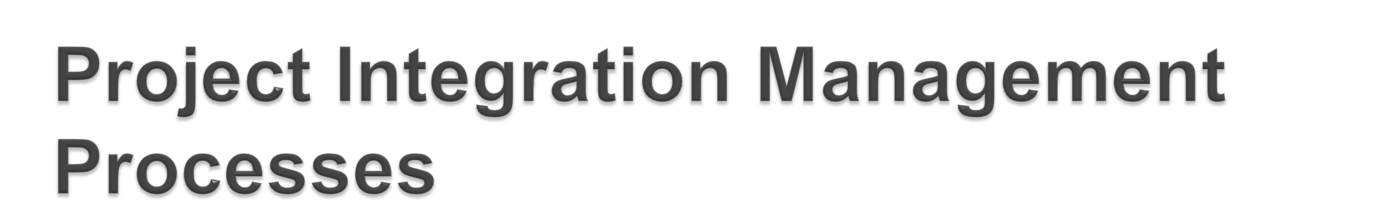 Project Integration Management
Processes